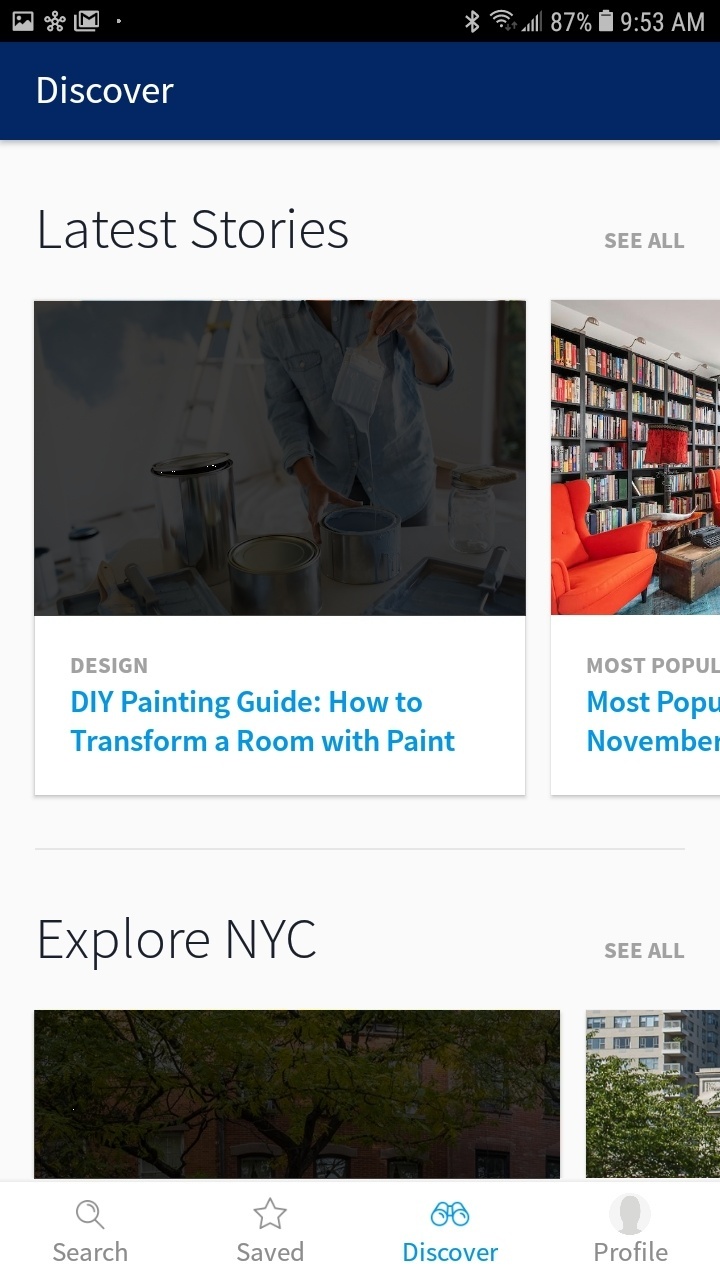 87% 9:53 AM
Discover
Latest Stories
SEE ALL
DESIGN
DIY Painting Guide: How to
Transform a Room with Paint
MOST POPUL
Most Popu
November
Explore NYC
SEE ALL
Search
Saved
Discover
Profile